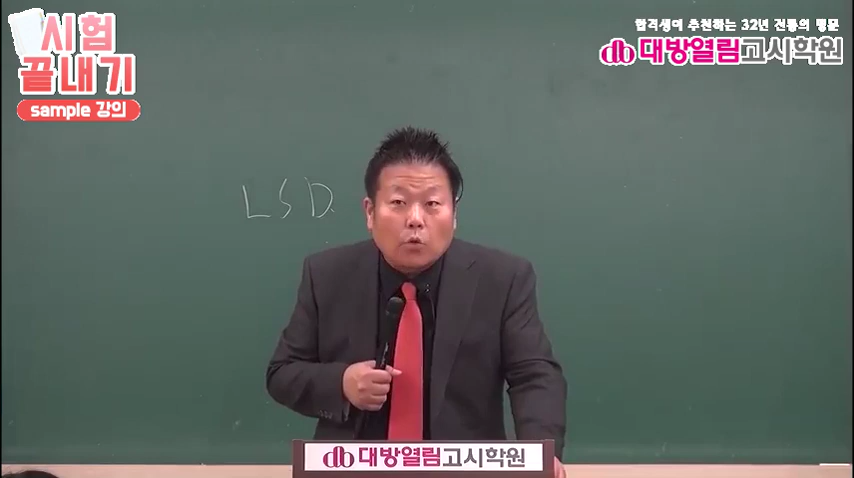 시험
끝내기
sample 강의
합격생이 추천하는 32년 전통의 명문
대방열림고시학원
LSD.
대방열림고시학원